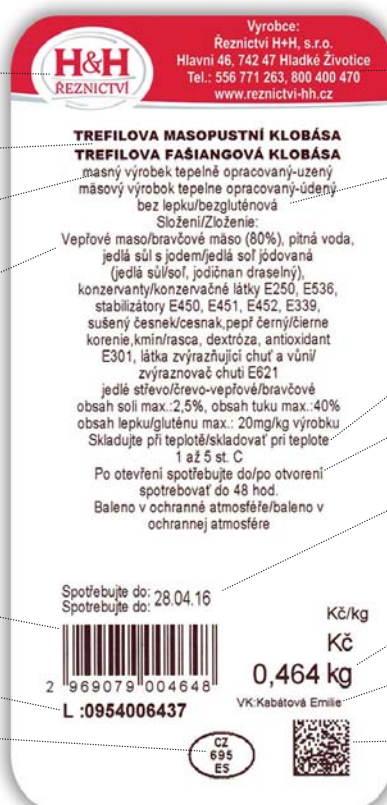 H&H
ŘEZNICTVÍ
Vyrobce:
Řeznictví H+H, s.r.o.
Hlavni 46, 742 47 Hladké Životice
Tel.: 556 771 263, 800 400 470
www.reznictvi-hh.cz
TREFILOVA MASOPUSTNÍ KLOBÁSA
TREFILOVA FAŠIANGOVÁ KLOBÁSA
masný výrobek tepelně opracovaný-uzený
mäsový výrobok tepelne opracovaný-údený
bez lepku/bezgluténová
Složení/Zloženie:
Vepřové maso/bravčové mäso (80%), pitná voda,
jedlá sůl s jodem/jedlá soľ jódovaná
(jedlá sůl/soľ, jodičnan draselný),
konzervanty/konzervačné látky E250, E536,
stabilizátory E450, E451, E452, E339,
sušený česnek/cesnak,pepř černý/čierne
korenie,kmín/rasca, dextróza, antioxidant
E301, látka zvýrazňující chuť a vůni/
zvýraznovač chuti E621
jedlé střevo/črevo-vepřové/bravčové
obsah soli max.:2,5%, obsah tuku max.:40%
obsah lepku/gluténu max.: 20mg/kg výrobku
Skladujte při teplotě/skladovať pri teplote
1 až 5 st. C
Po otevření spotřebujte do/po otvorení
spotrebovať do 48 hod.
Baleno v ochranné atmosféře/baleno v
ochrannej atmosfére
Spotřebujte do: 28.04.16
Spotrebujte do:
Kč/kg
Kč
0,464 kg
2 969079 004648
VK:Kabátová Emilie
L :0954006437
CZ
695
ES